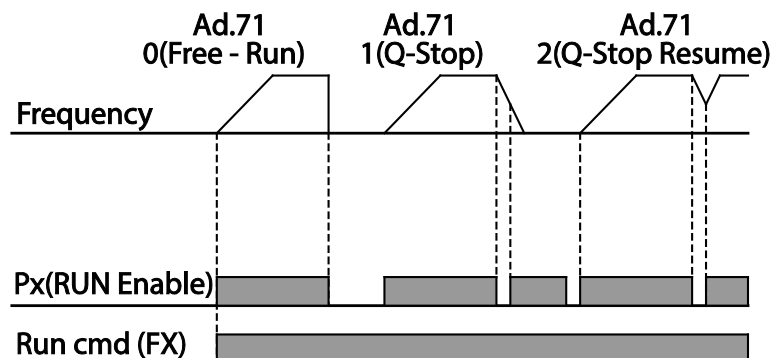 Ad.71
0(Free - Run)
Ad.71
1(Q-Stop)
Ad.71
2(Q-Stop Resume)
Frequency
Px(RUN Enable)
Run cmd (FX)